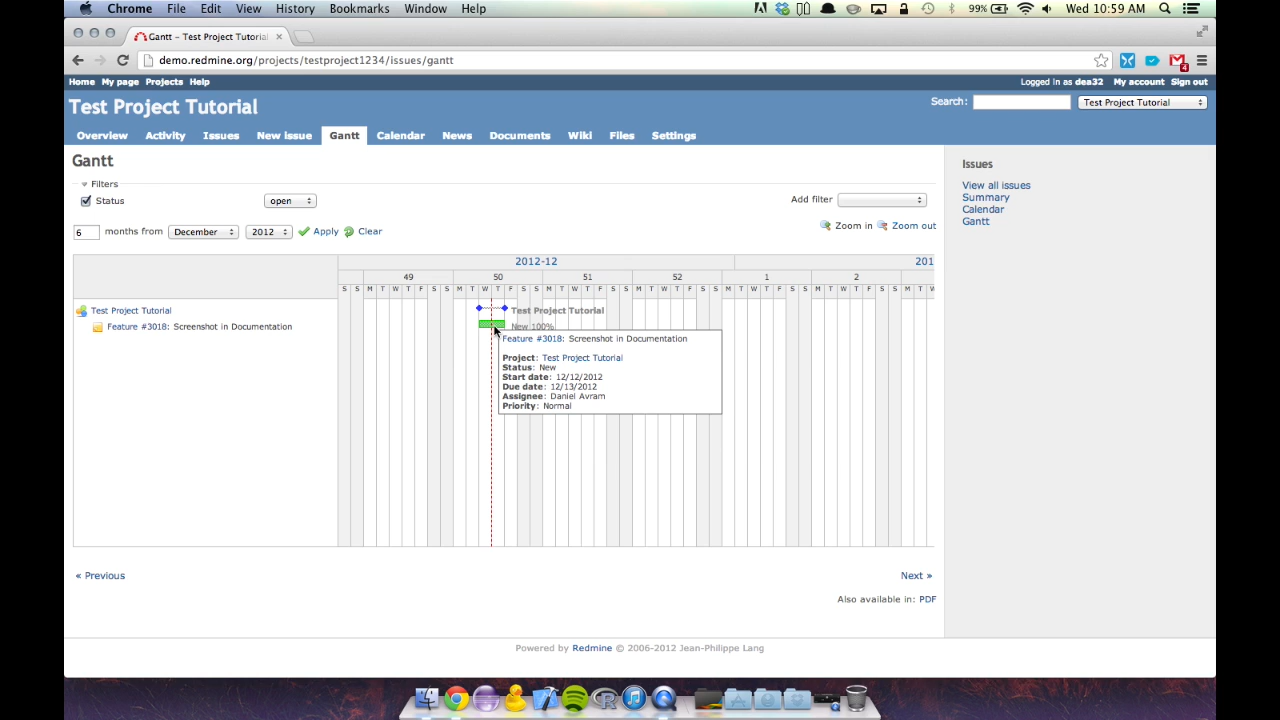 Chrome File Edit View History Bookmarks Window Help 99% Wed 10:59 AM
Gantt – Test Project Tutorial
demo.redmine.org/projects/testproject1234/issues/gantt 4
Home My page Projects Help Logged in as dea32 My account Sign out
Test Project Tutorial Search: Test Project Tutorial
Overview Activity Issues New issue Gantt Calendar News Documents Wiki Files Settings
Gantt
Issues
Filters
View all issues
Status open Add filter
Summary
Calendar
Gantt
6 months from December 2012 Apply Clear Zoom in Zoom out
2012-12 201
49 50 51 52 1 2
S S M T W T F S S M T W T F S S M T W T F S S M T W T F S S M T W T F S S M T W T F S S M T W
Test Project Tutorial Test Project Tutorial
Feature #3018: Screenshot in Documentation New 100%
Feature #3018: Screenshot in Documentation
Project: Test Project Tutorial
Status: New
Start date: 12/12/2012
Due date: 12/13/2012
Assignee: Daniel Avram
Priority: Normal
« Previous Next »
Also available in: PDF
Powered by Redmine © 2006-2012 Jean-Philippe Lang